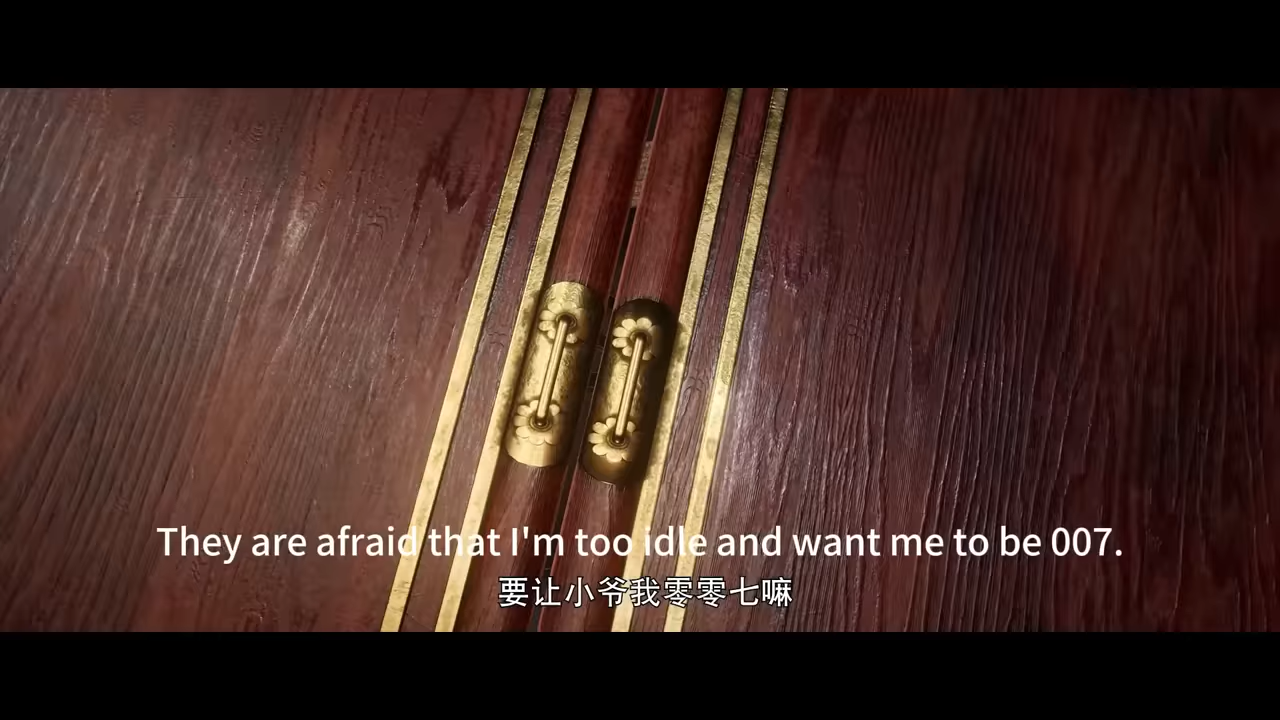 They are afraid that I'm too idle and want me to be 007.
要让小爷我零零七嘛